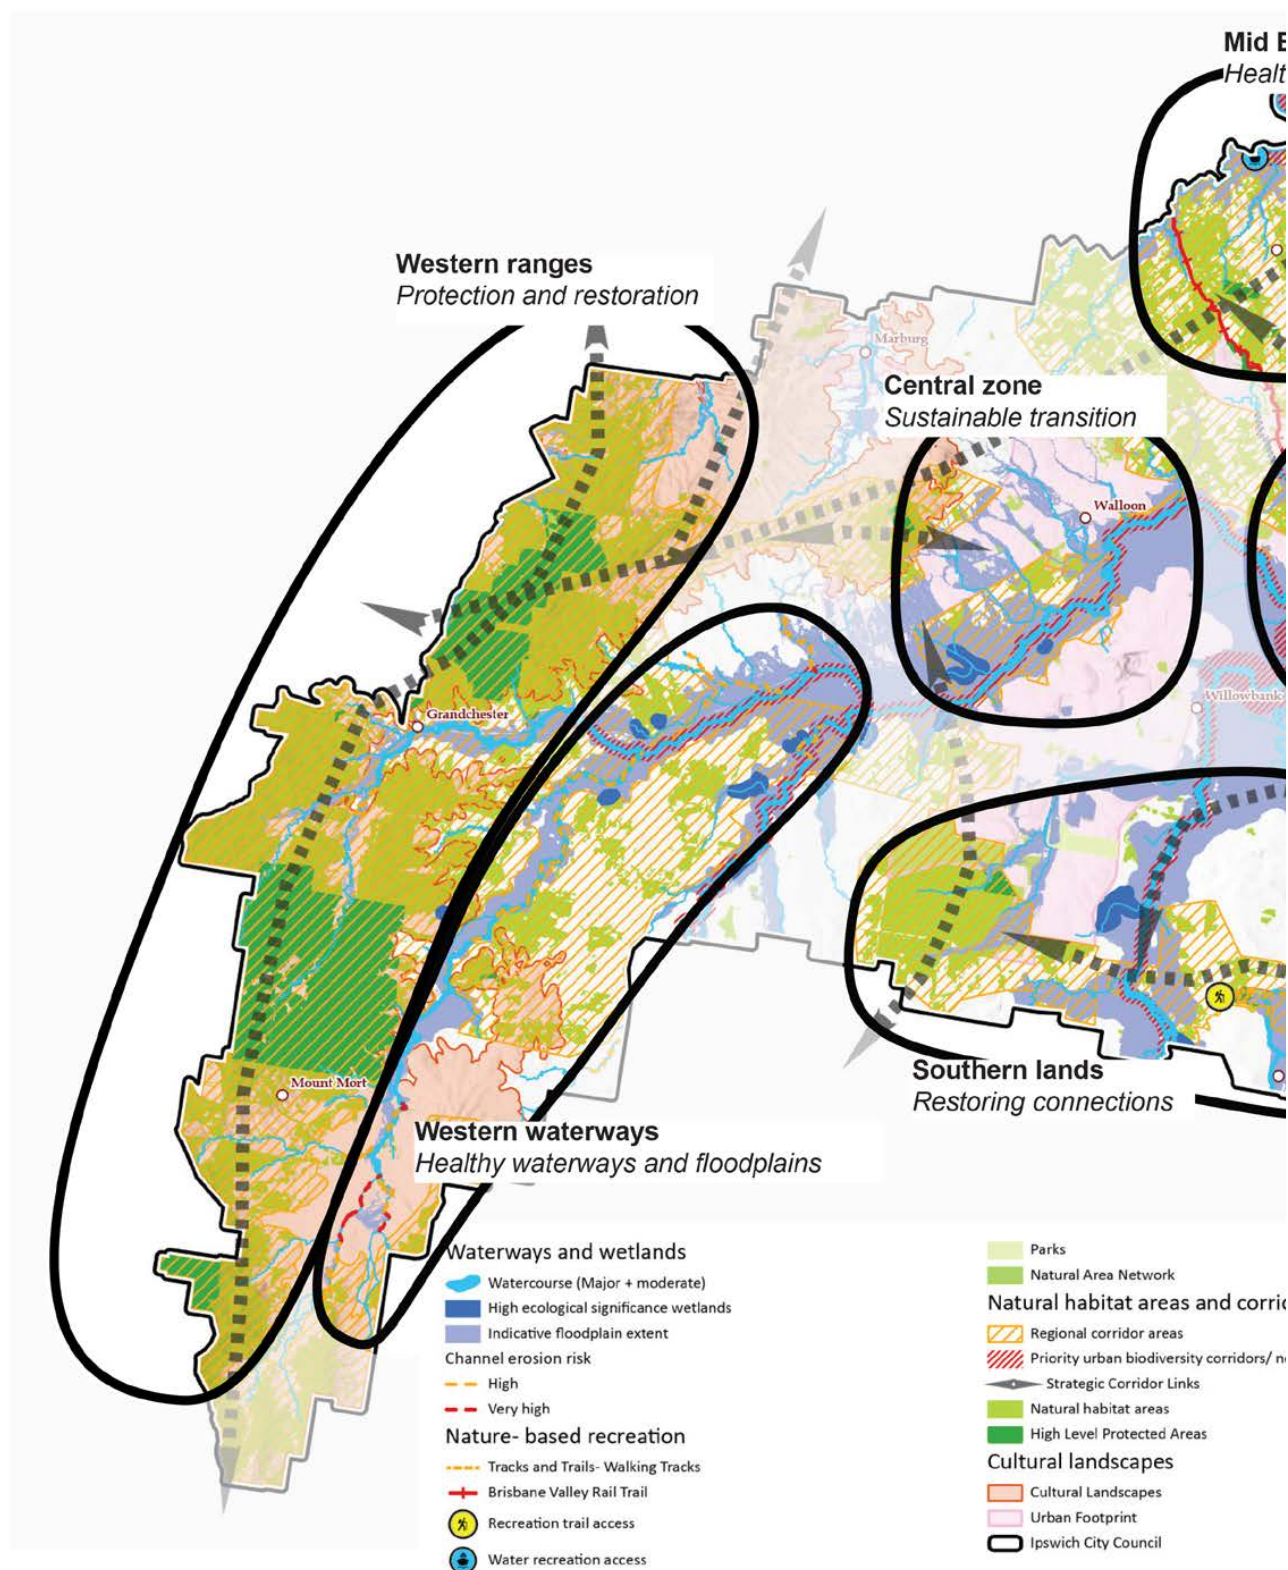 Mid
Western ranges
Protection and restoration
Marburg
Central zone
Sustainable transition
Walloon
Willowbank
Grandchester
Mount Mort
Southern lands
Restoring connections
Western waterways
Healthy waterways and floodplains
Waterways and wetlands
Watercourse (Major + moderate)
High ecological significance wetlands
Indicative floodplain extent
Channel erosion risk
High
Very high
Nature- based recreation
Tracks and Trails- Walking Tracks
Brisbane Valley Rail Trail
Recreation trail access
Water recreation access
Parks
Natural Area Network
Natural habitat areas and
Regional corridor areas
Priority urban biodiversity corridors/
Strategic Corridor Links
Natural habitat areas
High Level Protected Areas
Cultural landscapes
Cultural Landscapes
Urban Footprint
Ipswich City Council